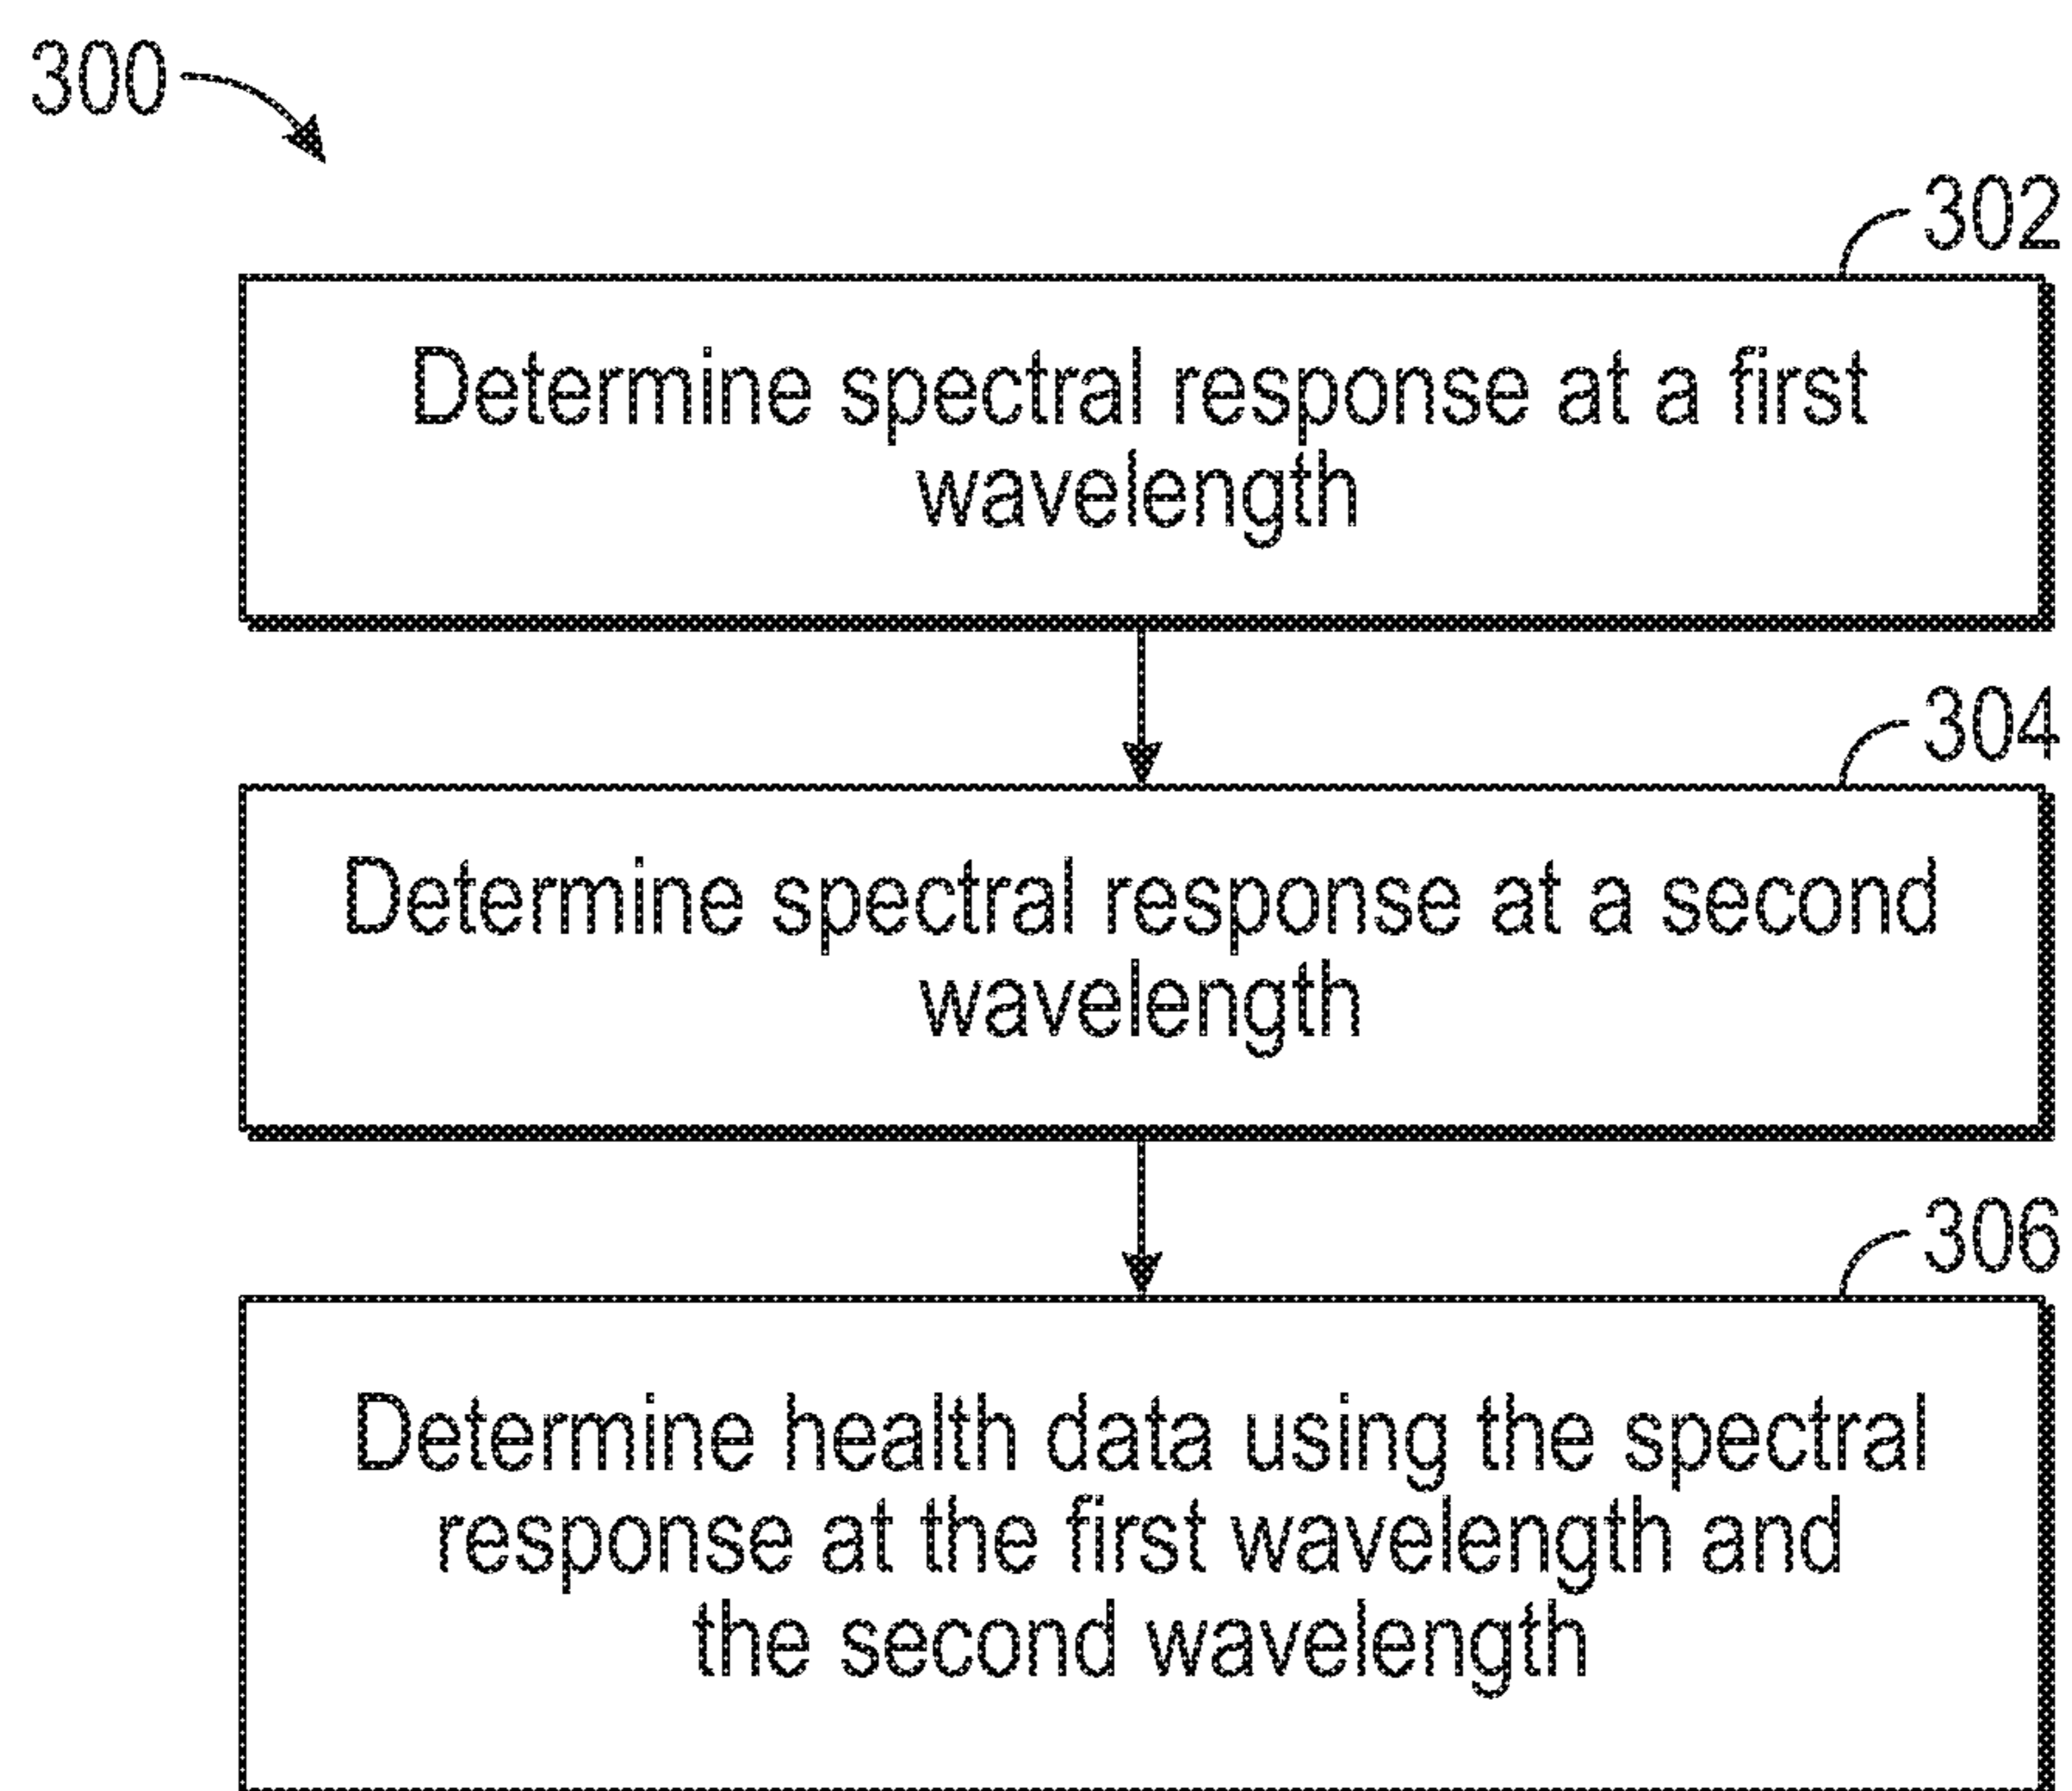 300
302
Determine spectral response at a first
wavelength
304
Determine spectral response at a second
wavelength
306
Determine health data using the spectral
response at the first wavelength and
the second wavelength